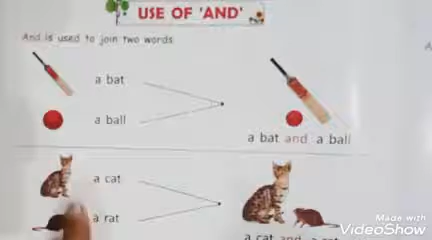 USE OF 'AND'
And is used to join two words
a bat
a ball
a bat and a ball
a cat
a rat
a cat and a rat
Made with
VideoShow